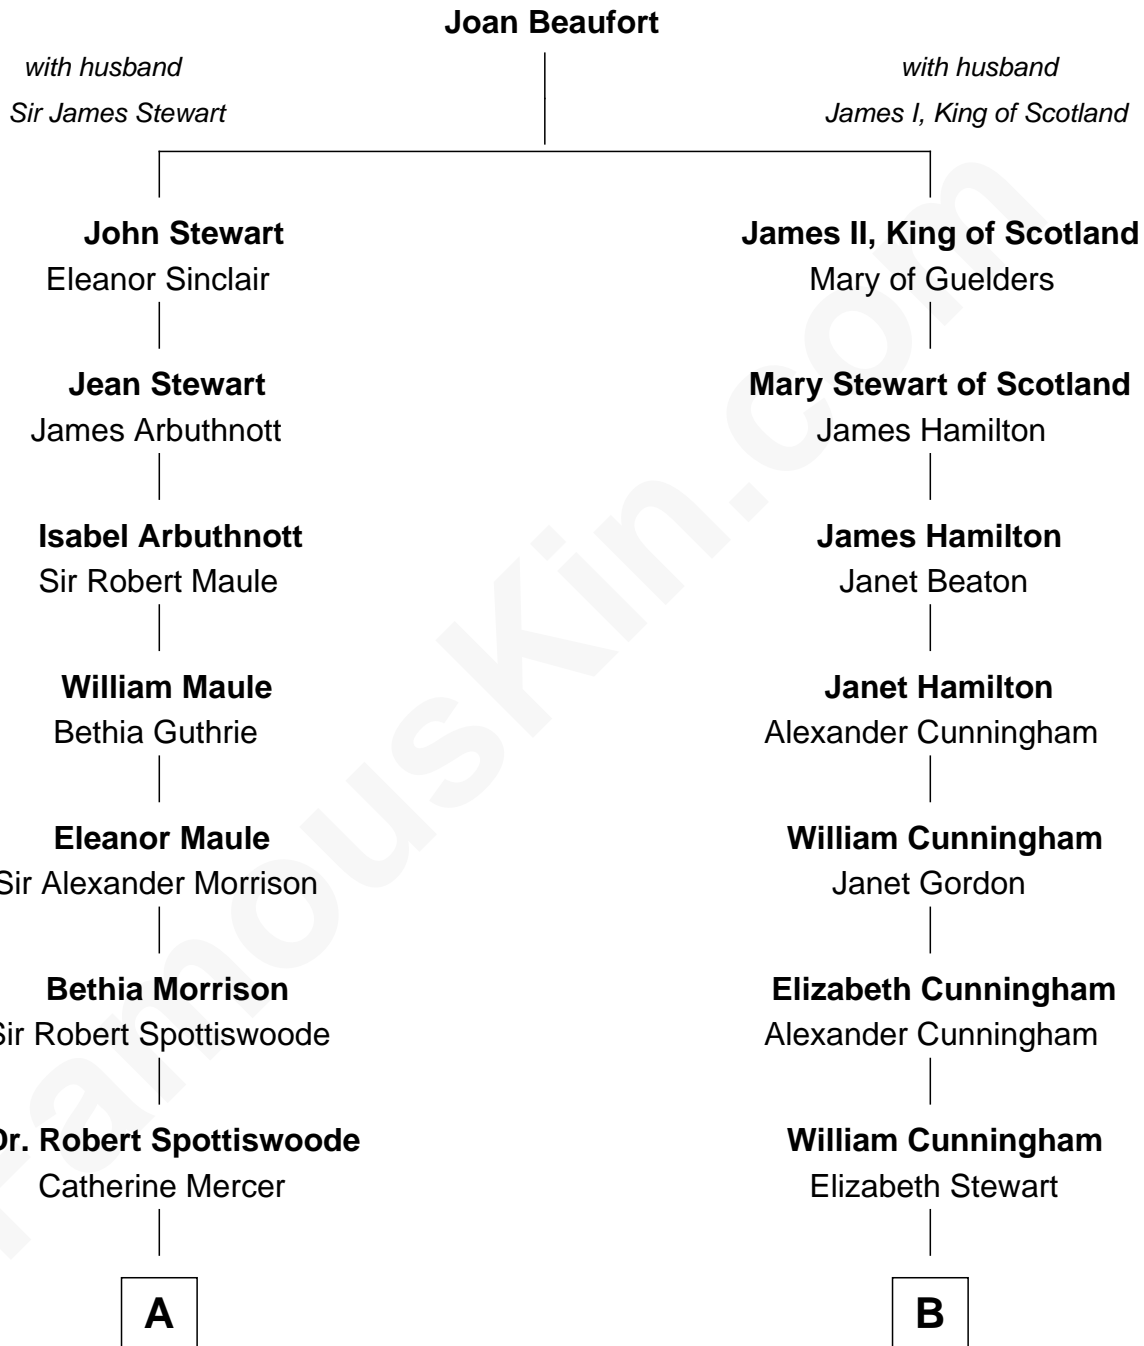 Joan Beaufort
with husband
Sir James Stewart
with husband
James I, King of Scotland
John Stewart
Eleanor Sinclair
James II, King of Scotland
Mary of Guelders
Jean Stewart
James Arbuthnott
Mary Stewart of Scotland
James Hamilton
Isabel Arbuthnott
Sir Robert Maule
James Hamilton
Janet Beaton
William Maule
Bethia Guthrie
Janet Hamilton
Alexander Cunningham
Eleanor Maule
Sir Alexander Morrison
William Cunningham
Janet Gordon
Bethia Morrison
Sir Robert Spottiswoode
Elizabeth Cunningham
Alexander Cunningham
Dr. Robert Spottiswoode
Catherine Mercer
William Cunningham
Elizabeth Stewart
A
B
FamousKin.com